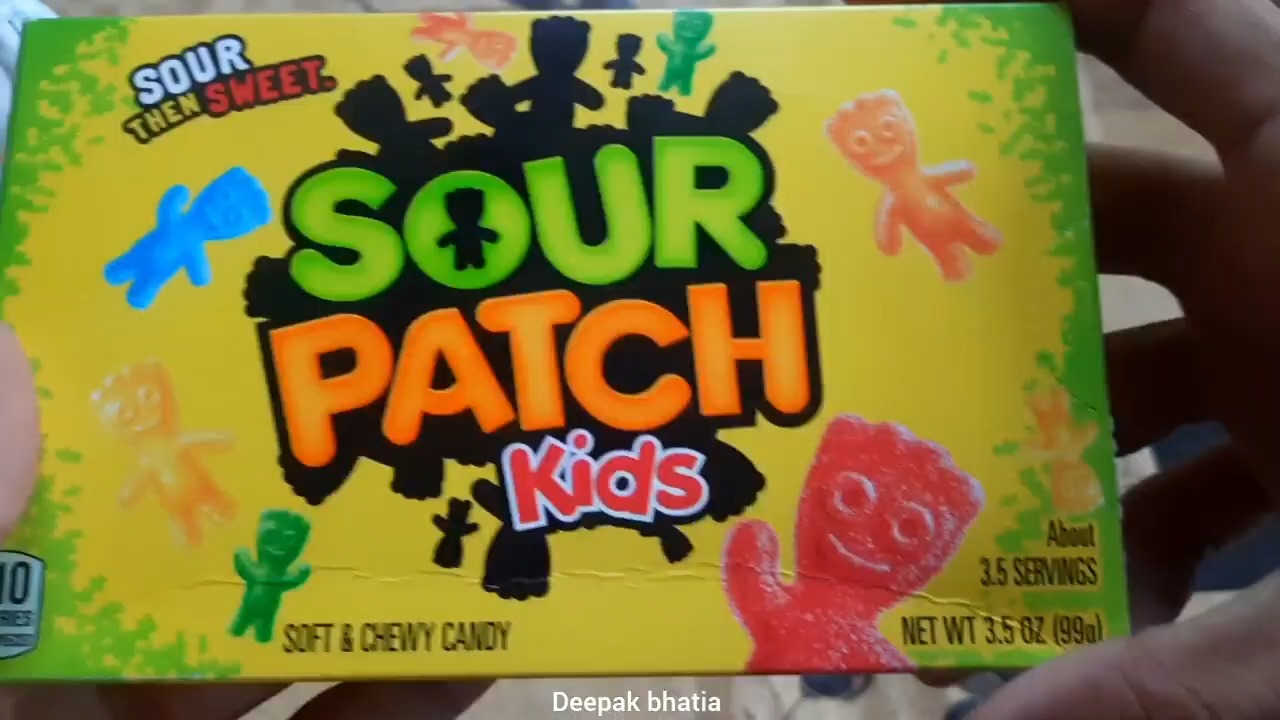 SOUR
THEN SWEET.
SOUR
PATCH
Kids
About
3.5 SERVINGS
SOFT & CHEWY CANDY
NET WT 3.5 OZ (99g)
Deepak bhatia